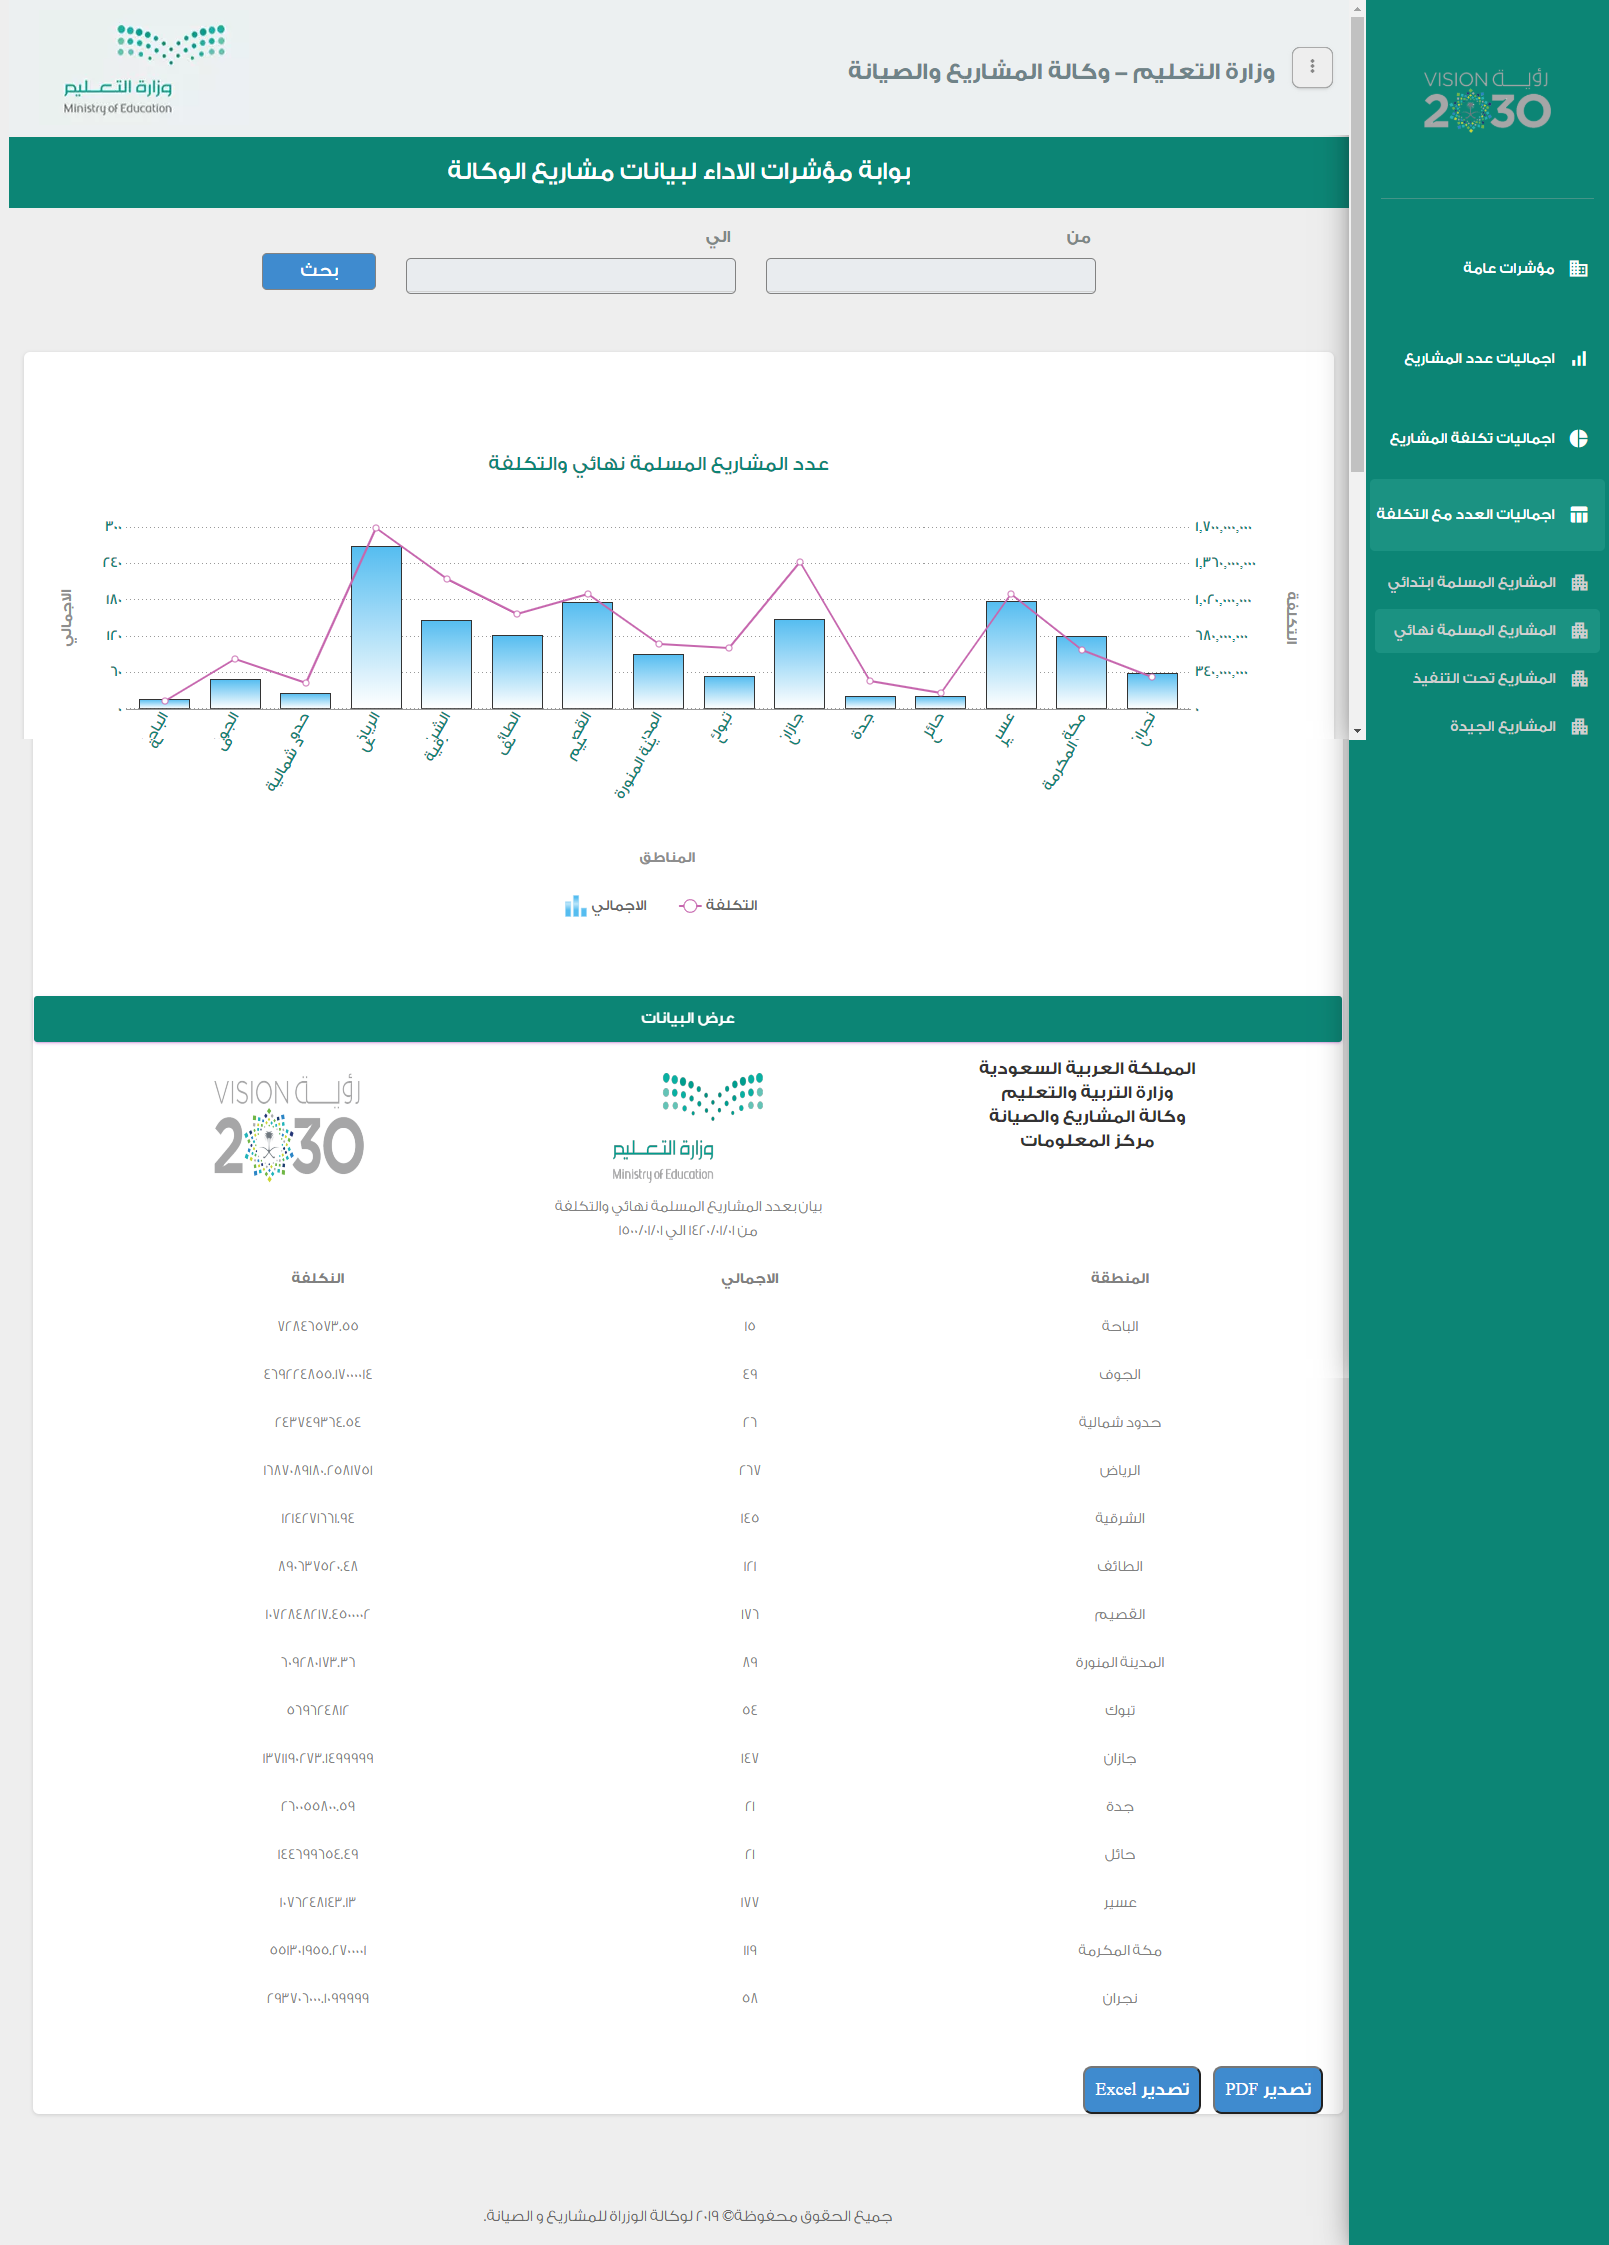 رؤيـــة VISION
2030
مؤشرات عامة
اجماليات عدد المشاريع
اجماليات تكلفة المشاريع
اجماليات العدد مع التكلفة
المشاريع المسلمة ابتدائي
المشاريع المسلمة نهائي
المشاريع تحت التنفيذ
المشاريع الجيدة
وزارة التعليم – وكالة المشاريع والصيانة
وزارة التعـــليم
Ministry of Education
بوابة مؤشرات الاداء لبيانات مشاريع الوكالة
من
الي
بحث
عدد المشاريع المسلمة نهائي والتكلفة
٣٠٠
٢٤٠
١٨٠
١٢٠
٦٠
٠
الاجمالي
١,٧٠٠,٠٠٠,٠٠٠
١,٣٦٠,٠٠٠,٠٠٠
١,٠٢٠,٠٠٠,٠٠٠
٦٨٠,٠٠٠,٠٠٠
٣٤٠,٠٠٠,٠٠٠
٠
التكلفة
الباحة
الجوف
حدود شمالية
الرياض
الشرقية
الطائف
القصيم
المدينة المنورة
تبوك
جازان
جدة
حائل
عسير
مكة المكرمة
نجران
المناطق
التكلفة
الاجمالي
عرض البيانات
المملكة العربية السعودية
وزارة التربية والتعليم
وكالة المشاريع والصيانة
مركز المعلومات
وزارة التعـــليم
Ministry of Education
رؤيـــة VISION
2030
بيان بعدد المشاريع المسلمة نهائي والتكلفة
من ١٤٢٠/٠١/٠١ الي ١٥٠٠/٠١/٠١
المنطقة الاجمالي التكلفة
الباحة ١٥ ٧٢٨٤٦٥٧٣.٥٥
الجوف ٤٩ ٤٦٩٢٢٤٨٥٥.١٧٠٠٠٠١٤
حدود شمالية ٢٦ ٢٤٣٧٤٩٣٦٤.٥٤
الرياض ٢٦٧ ١٦٨٧٠٨٩١٨٠.٢٥٨١٧٥١
الشرقية ١٤٥ ١٢١٤٢٧١٦٦١.٩٤
الطائف ١٢١ ٨٩٠٦٣٧٥٢٠.٤٨
القصيم ١٧٦ ١٠٧٢٨٤٨٢١٧.٤٥٠٠٠٠٢
المدينة المنورة ٨٩ ٦٠٩٢٨٠١٧٣.٣٦
تبوك ٥٤ ٥٦٩٦٢٤٨١٢
جازان ١٤٧ ١٣٧١١٩٠٢٧٣.١٤٩٩٩٩٩
جدة ٢١ ٢٦٠٠٥٥٨٠٠.٥٩
حائل ٢١ ١٤٤٦٩٩٦٥٤.٤٩
عسير ١٧٧ ١٠٧٦٢٤٨١٤٣.١٣
مكة المكرمة ١١٩ ٥٥١٣٠١٩٥٥.٢٧٠٠٠٠١
نجران ٥٨ ٢٩٣٧٠٦٠٠٠.١٠٩٩٩٩٩
تصدير PDF
تصدير Excel
جميع الحقوق محفوظة© ٢٠١٩ لوكالة الوزراة للمشاريع و الصيانة.